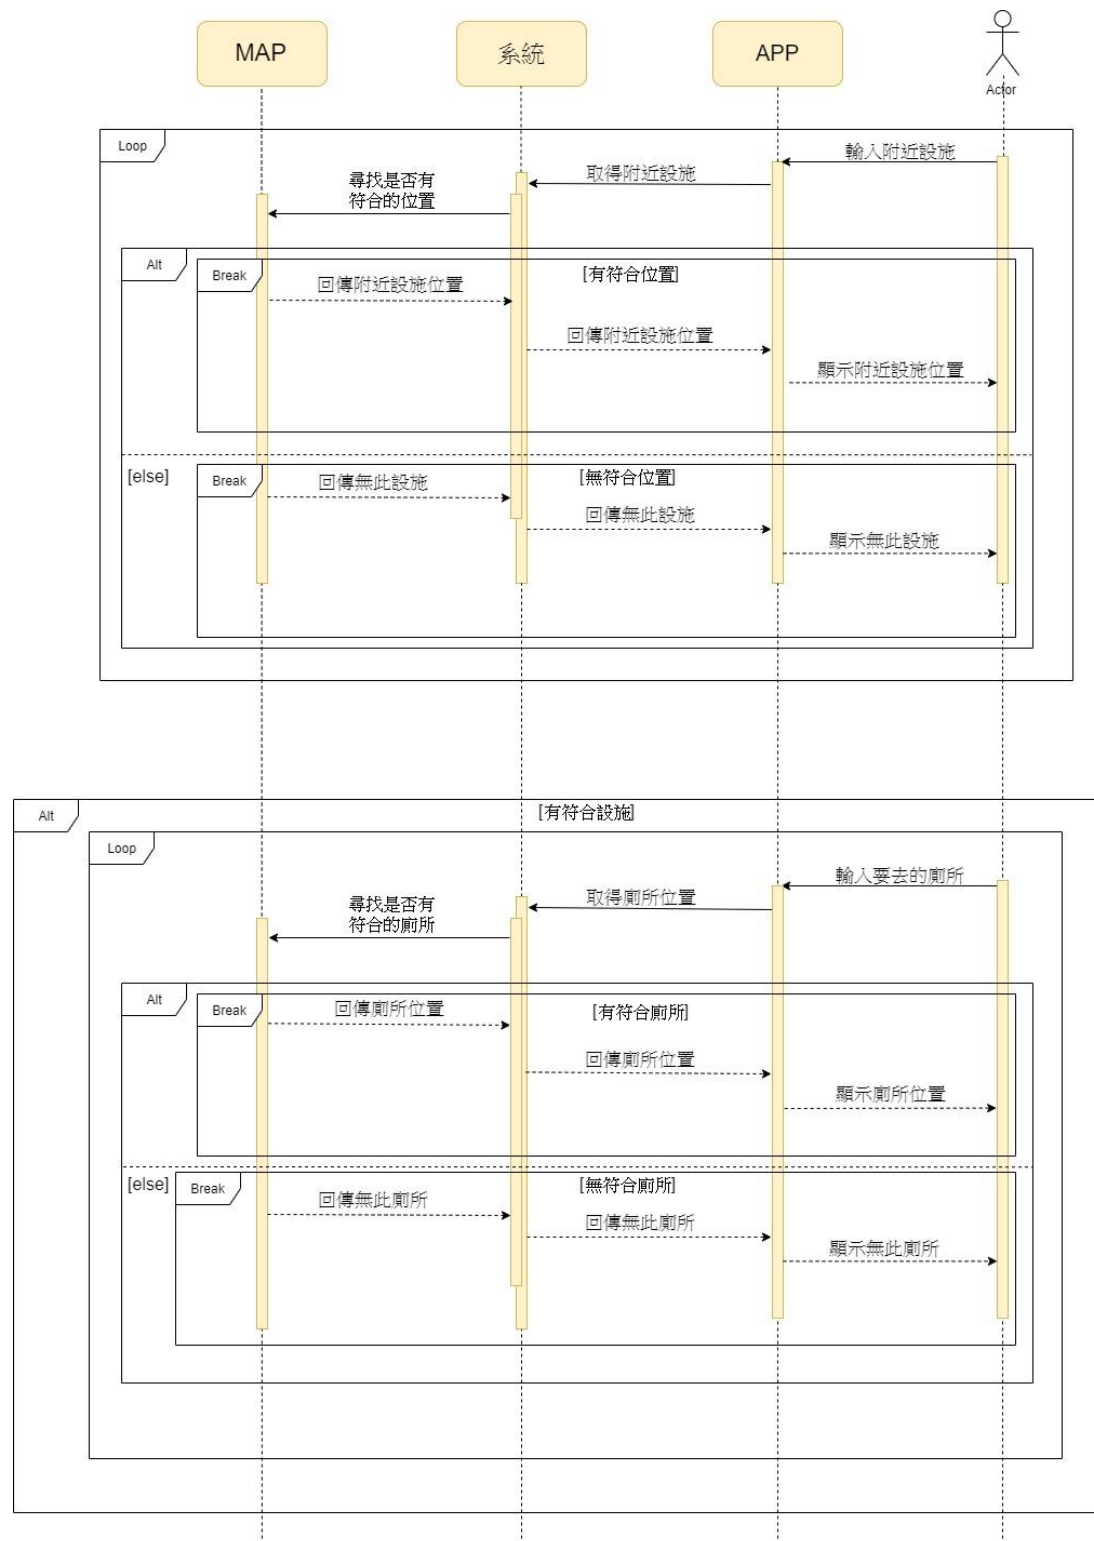 MAP
系統
APP
Actor
Loop
輸入附近設施
取得附近設施
尋找是否有
符合的位置
Alt
Break
[有符合位置]
回傳附近設施位置
回傳附近設施位置
顯示附近設施位置
[else]
Break
[無符合位置]
回傳無此設施
回傳無此設施
顯示無此設施
Alt
[有符合設施]
Loop
輸入要去的廁所
取得廁所位置
尋找是否有
符合的廁所
Alt
Break
[有符合廁所]
回傳廁所位置
回傳廁所位置
顯示廁所位置
[else]
Break
[無符合廁所]
回傳無此廁所
回傳無此廁所
顯示無此廁所